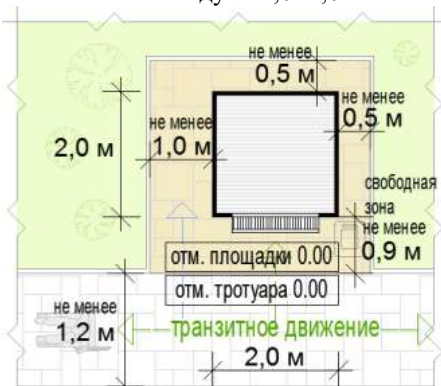 не менее
0,5 м
не менее
0,5 м
не менее
1,0 м
2,0 м
свободная
зона
не менее
0,9 м
отм. площадки 0.00
отм. тротуара 0.00
не менее
1,2 м
транзитное движение
2,0 м